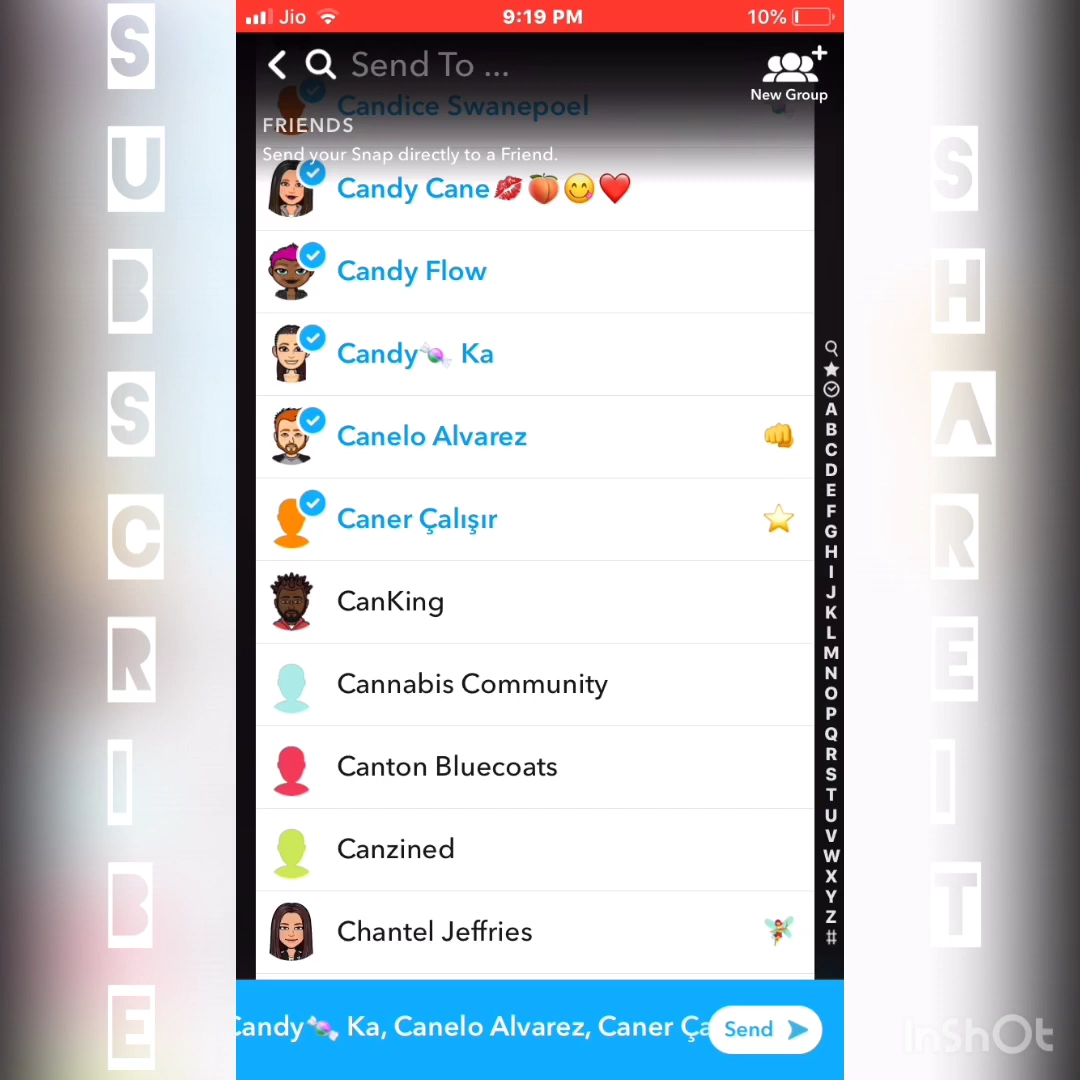 SUBSCRIBE
Jio 9:19 PM 10%
Send To ...
New Group
Candice Swanepoel
FRIENDS
Send your Snap directly to a Friend.
Candy Cane💋🍑😋❤️
Candy Flow
Candy🍬 Ka
Canelo Alvarez 👊
Caner Çalışır ⭐
CanKing
Cannabis Community
Canton Bluecoats
Canzined
Chantel Jeffries 🧚
A
B
C
D
E
F
G
H
I
J
K
L
M
N
O
P
Q
R
S
T
U
V
W
X
Y
Z
#
Candy🍬 Ka, Canelo Alvarez, Caner Ça
Send
SHARE IT
InShOt